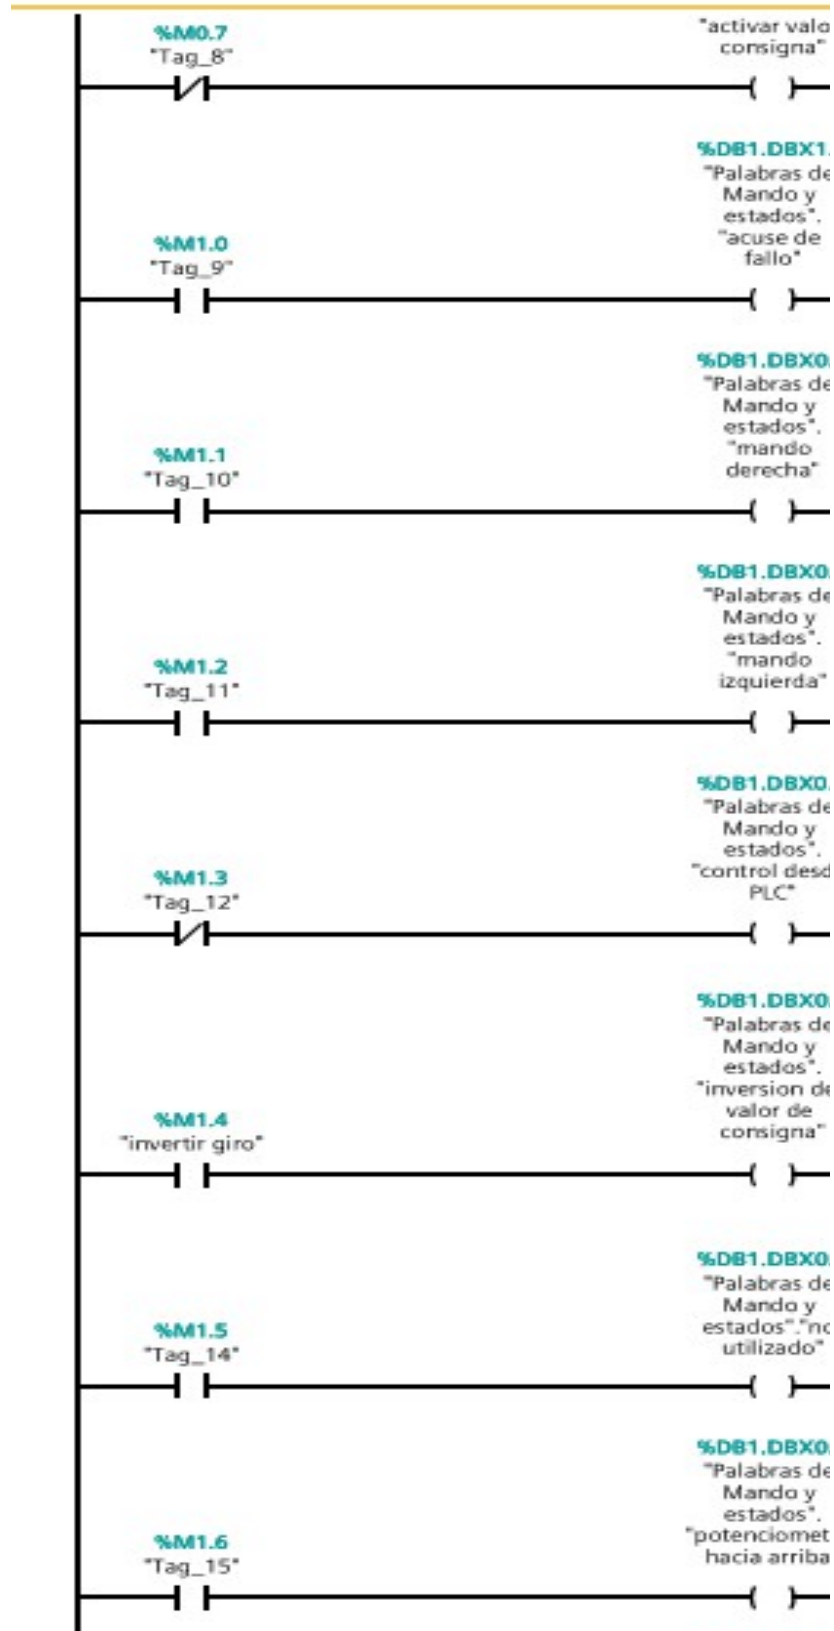 %M0.7
"Tag_8"
"activar valo
consigna"
%DB1.DBX1.
"Palabras de
Mando y
estados".
"acuse de
fallo"
%M1.0
"Tag_9"
%DB1.DBX0.
"Palabras de
Mando y
estados".
"mando
derecha"
%M1.1
"Tag_10"
%DB1.DBX0.
"Palabras de
Mando y
estados".
"mando
izquierda"
%M1.2
"Tag_11"
%DB1.DBX0.
"Palabras de
Mando y
estados".
"control desd
PLC"
%M1.3
"Tag_12"
%DB1.DBX0.
"Palabras de
Mando y
estados".
"inversion de
valor de
consigna"
%M1.4
"invertir giro"
%DB1.DBX0.
"Palabras de
Mando y
estados"."no
utilizado"
%M1.5
"Tag_14"
%DB1.DBX0.
"Palabras de
Mando y
estados".
"potenciomet
hacia arriba
%M1.6
"Tag_15"